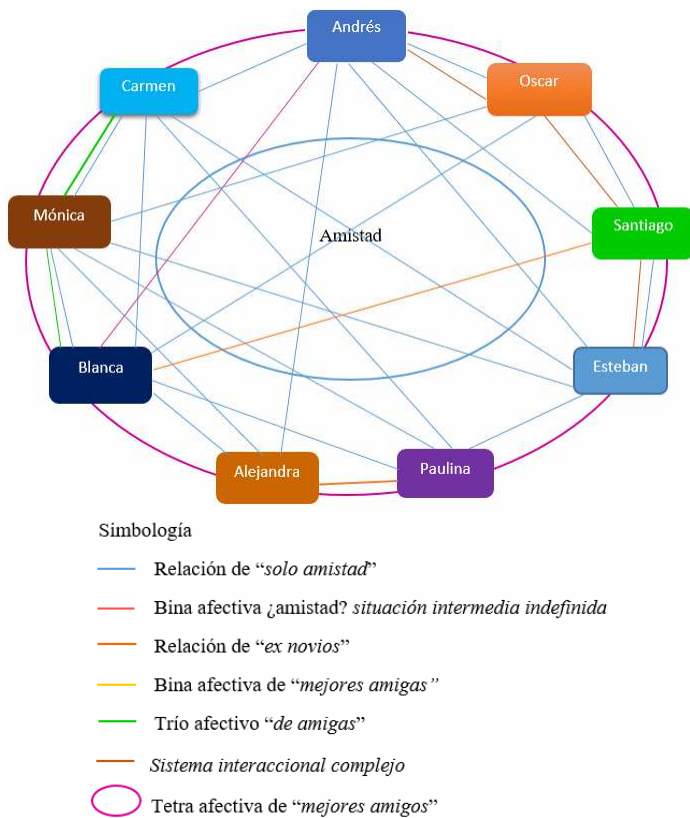 Andrés
Oscar
Carmen
Mónica
Santiago
Amistad
Blanca
Esteban
Alejandra
Paulina
Simbología
Relación de “solo amistad”
Bina afectiva ¿amistad? situación intermedia indefinida
Relación de “ex novios”
Bina afectiva de “mejores amigas”
Trío afectivo “de amigas”
Sistema interaccional complejo
Tetra afectiva de “mejores amigos”